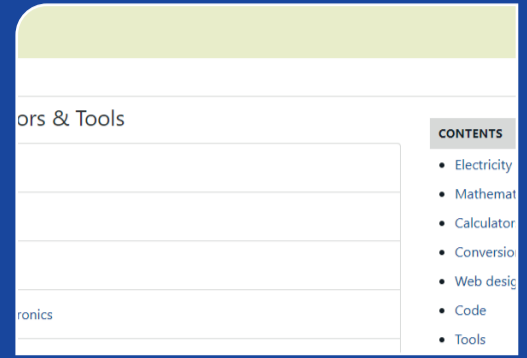 ors & Tools
CONTENTS
Electricity
Mathemat
Calculator
Conversio
Web desig
Code
ronics
Tools